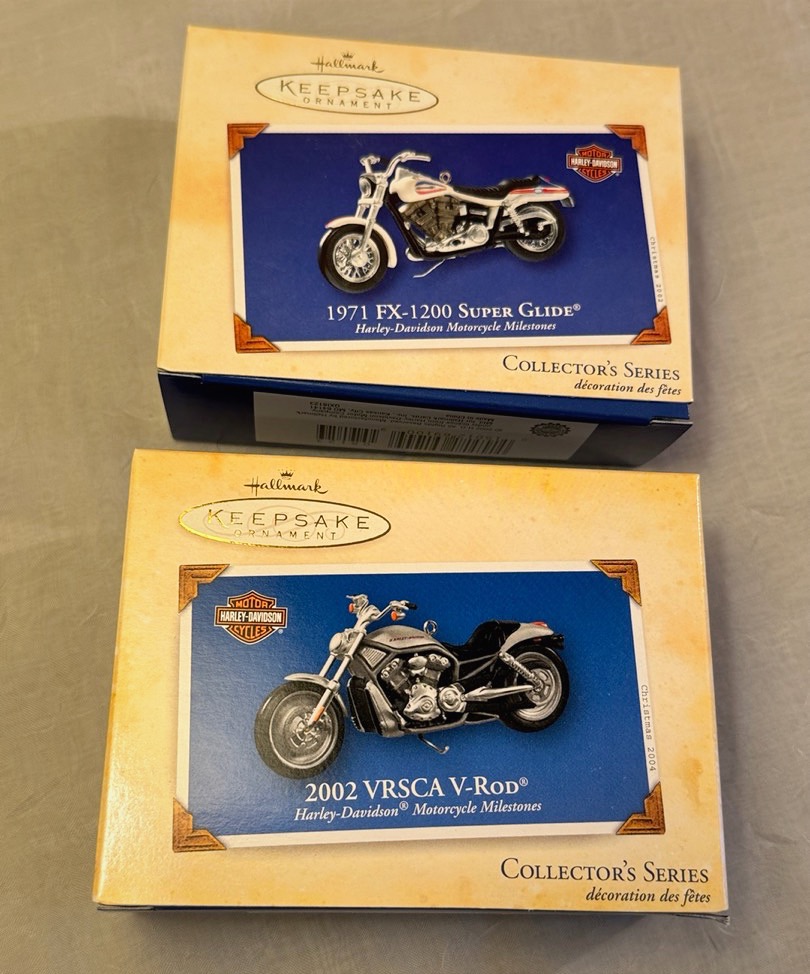 Hallmark
KEEPSAKE
ORNAMENT
MOTOR
HARLEY-DAVIDSON
CYCLES
Christmas 2002
1971 FX-1200 SUPER GLIDE®
Harley-Davidson Motorcycle Milestones
COLLECTOR'S SERIES
décoration des fêtes
Hallmark
KEEPSAKE
ORNAMENT
MOTOR
HARLEY-DAVIDSON
CYCLES
HARLEY-DAVIDSON
Christmas 2004
2002 VRSCA V-ROD®
Harley-Davidson® Motorcycle Milestones
COLLECTOR'S SERIES
décoration des fêtes